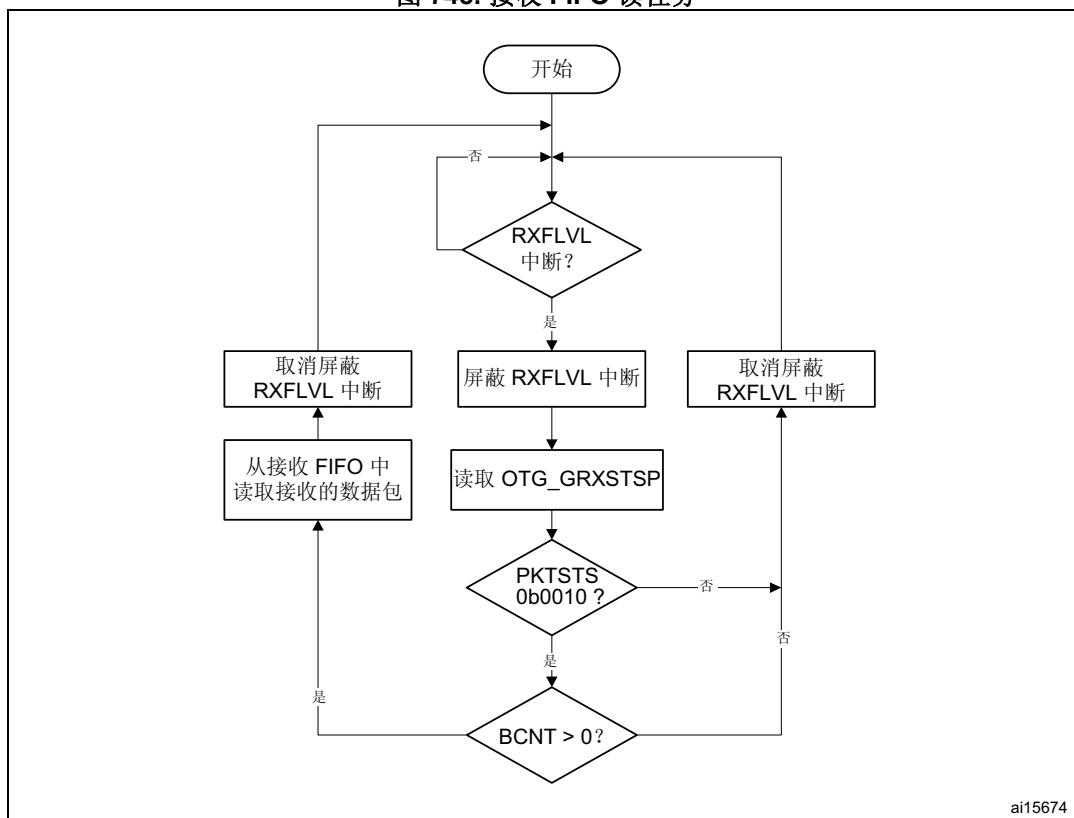 开始
否
RXFLVL
中断？
是
取消屏蔽
RXFLVL 中断
屏蔽 RXFLVL 中断
取消屏蔽
RXFLVL 中断
从接收 FIFO 中
读取接收的数据包
读取 OTG_GRXSTSP
PKTSTS
0b0010 ?
否
否
是
是
BCNT > 0？
ai15674